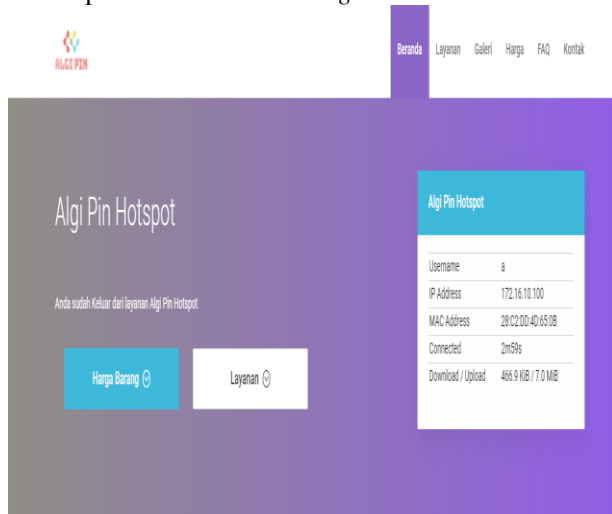 ALGI PIN
Beranda Layanan Galeri Harga FAQ Kontak
Algi Pin Hotspot
Anda sudah Keluar dari layanan Algi Pin Hotspot
Harga Barang
Layanan
Algi Pin Hotspot
Username a
IP Address 172.16.10.100
MAC Address 28:C2:DD:4D:65:0B
Connected 2m59s
Download / Upload 466.9 KiB / 7.0 MiB